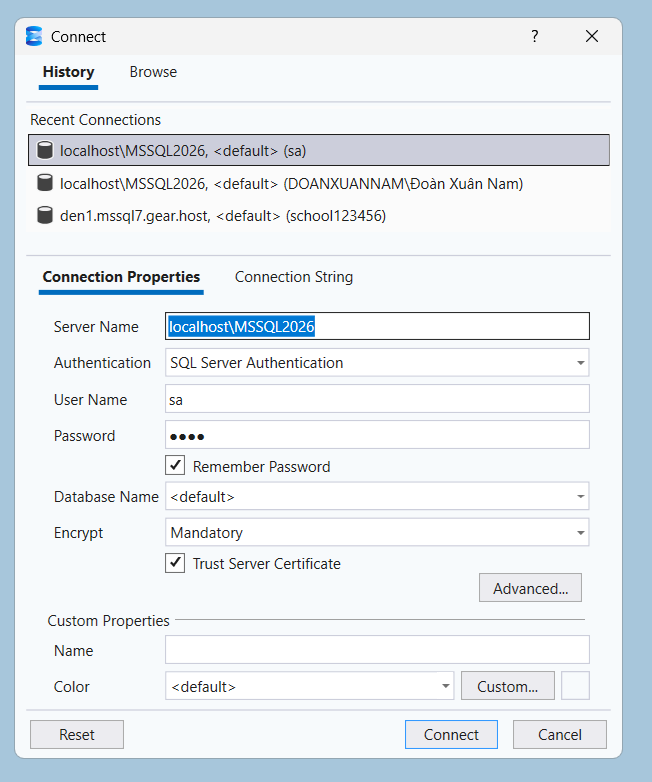 Connect ?
History Browse
Recent Connections
localhost\MSSQL2026, <default> (sa)
localhost\MSSQL2026, <default> (DOANXUANNAM\Đoàn Xuân Nam)
den1.mssql7.gear.host, <default> (school123456)
Connection Properties Connection String
Server Name localhost\MSSQL2026
Authentication SQL Server Authentication
User Name sa
Password ●●●●
Remember Password
Database Name <default>
Encrypt Mandatory
Trust Server Certificate
Advanced...
Custom Properties
Name
Color <default> Custom...
Reset Connect Cancel